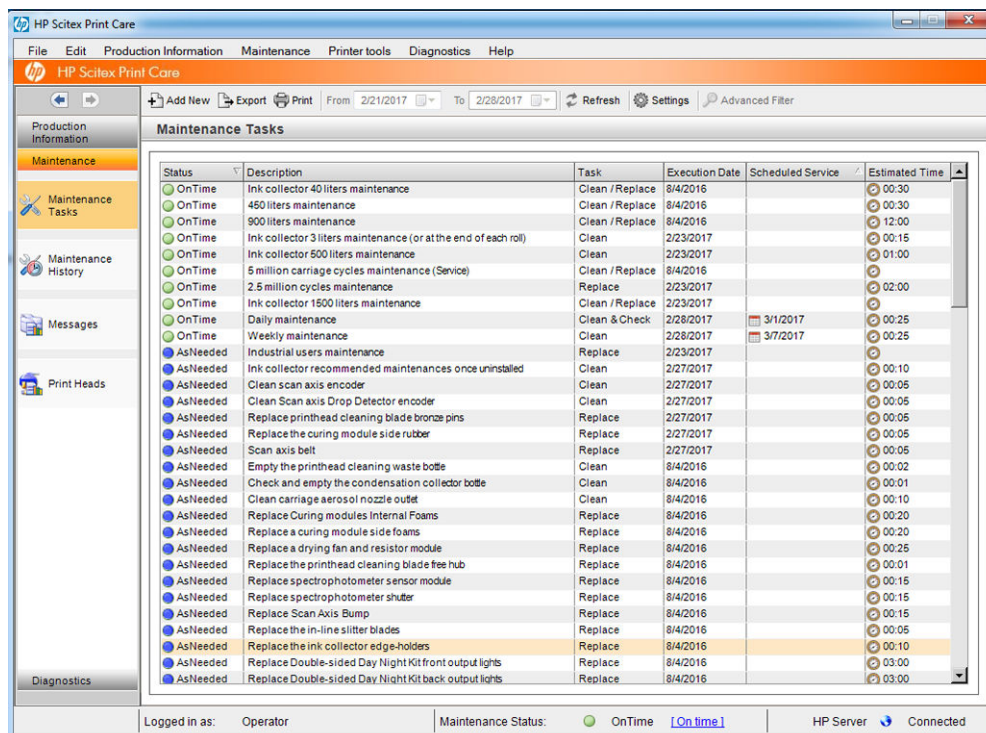 HP Scitex Print Care
File Edit Production Information Maintenance Printer tools Diagnostics Help
hp HP Scitex Print Care
Add New Export Print From 2/21/2017 To 2/28/2017 Refresh Settings Advanced Filter
Production
Information
Maintenance
Maintenance
Tasks
Maintenance
History
Messages
Print Heads
Diagnostics
Maintenance Tasks
Status Description Task Execution Date Scheduled Service Estimated Time
OnTime Ink collector 40 liters maintenance Clean / Replace 8/4/2016 00:30
OnTime 450 liters maintenance Clean / Replace 8/4/2016 00:30
OnTime 900 liters maintenance Clean / Replace 8/4/2016 12:00
OnTime Ink collector 3 liters maintenance (or at the end of each roll) Clean 2/23/2017 00:15
OnTime Ink collector 500 liters maintenance Clean 2/23/2017 01:00
OnTime 5 million carriage cycles maintenance (Service) Clean / Replace 8/4/2016
OnTime 2.5 million cycles maintenance Replace 2/23/2017 02:00
OnTime Ink collector 1500 liters maintenance Clean / Replace 2/23/2017
OnTime Daily maintenance Clean & Check 2/28/2017 3/1/2017 00:25
OnTime Weekly maintenance Clean 2/28/2017 3/7/2017 00:25
AsNeeded Industrial users maintenance Replace 2/23/2017
AsNeeded Ink collector recommended maintenances once uninstalled Clean 2/27/2017 00:10
AsNeeded Clean scan axis encoder Clean 2/27/2017 00:05
AsNeeded Clean Scan axis Drop Detector encoder Clean 2/27/2017 00:05
AsNeeded Replace printhead cleaning blade bronze pins Replace 2/27/2017 00:05
AsNeeded Replace the curing module side rubber Replace 2/27/2017 00:05
AsNeeded Scan axis belt Replace 2/27/2017 00:05
AsNeeded Empty the printhead cleaning waste bottle Clean 8/4/2016 00:02
AsNeeded Check and empty the condensation collector bottle Clean 8/4/2016 00:01
AsNeeded Clean carriage aerosol nozzle outlet Clean 8/4/2016 00:10
AsNeeded Replace Curing modules Internal Foams Replace 8/4/2016 00:20
AsNeeded Replace a curing module side foams Replace 8/4/2016 00:20
AsNeeded Replace a drying fan and resistor module Replace 8/4/2016 00:25
AsNeeded Replace the printhead cleaning blade free hub Replace 8/4/2016 00:01
AsNeeded Replace spectrophotometer sensor module Replace 8/4/2016 00:15
AsNeeded Replace spectrophotometer shutter Replace 8/4/2016 00:15
AsNeeded Replace Scan Axis Bump Replace 8/4/2016 00:15
AsNeeded Replace the in-line slitter blades Replace 8/4/2016 00:05
AsNeeded Replace the ink collector edge-holders Replace 8/4/2016 00:10
AsNeeded Replace Double-sided Day Night Kit front output lights Replace 8/4/2016 03:00
AsNeeded Replace Double-sided Day Night Kit back output lights Replace 8/4/2016 03:00
Logged in as: Operator Maintenance Status: OnTime [ On time ] HP Server Connected